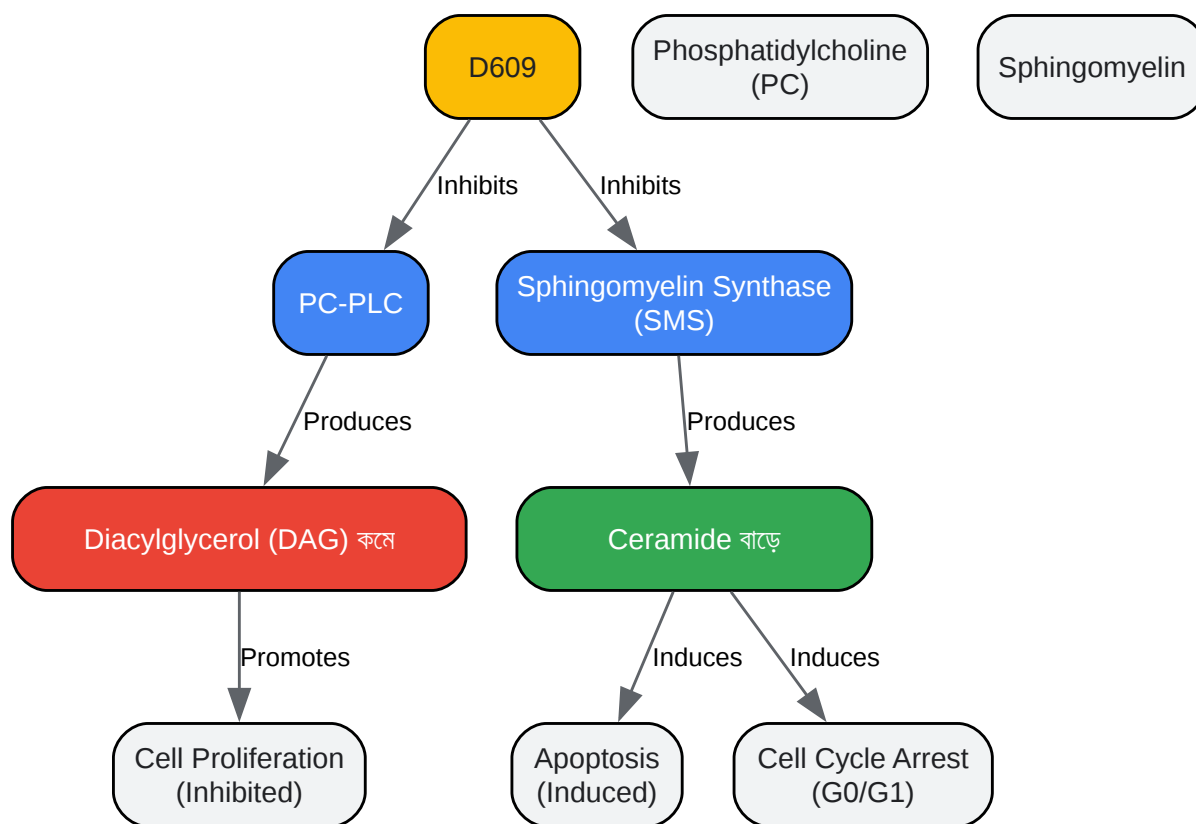 D609
Phosphatidylcholine
(PC)
Sphingomyelin
Inhibits
Inhibits
PC-PLC
Sphingomyelin Synthase
(SMS)
Produces
Produces
Diacylglycerol (DAG) কমে
Ceramide বাড়ে
Promotes
Induces
Induces
Cell Proliferation
(Inhibited)
Apoptosis
(Induced)
Cell Cycle Arrest
(G0/G1)